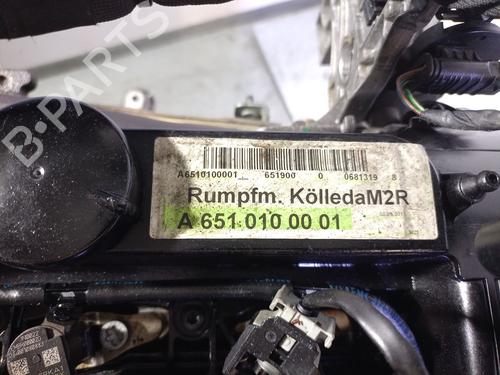 B-PARTS
A6510100001 651900 0 0681319 8
Rumpfm. KölledaM2R
A 651 010 00 01